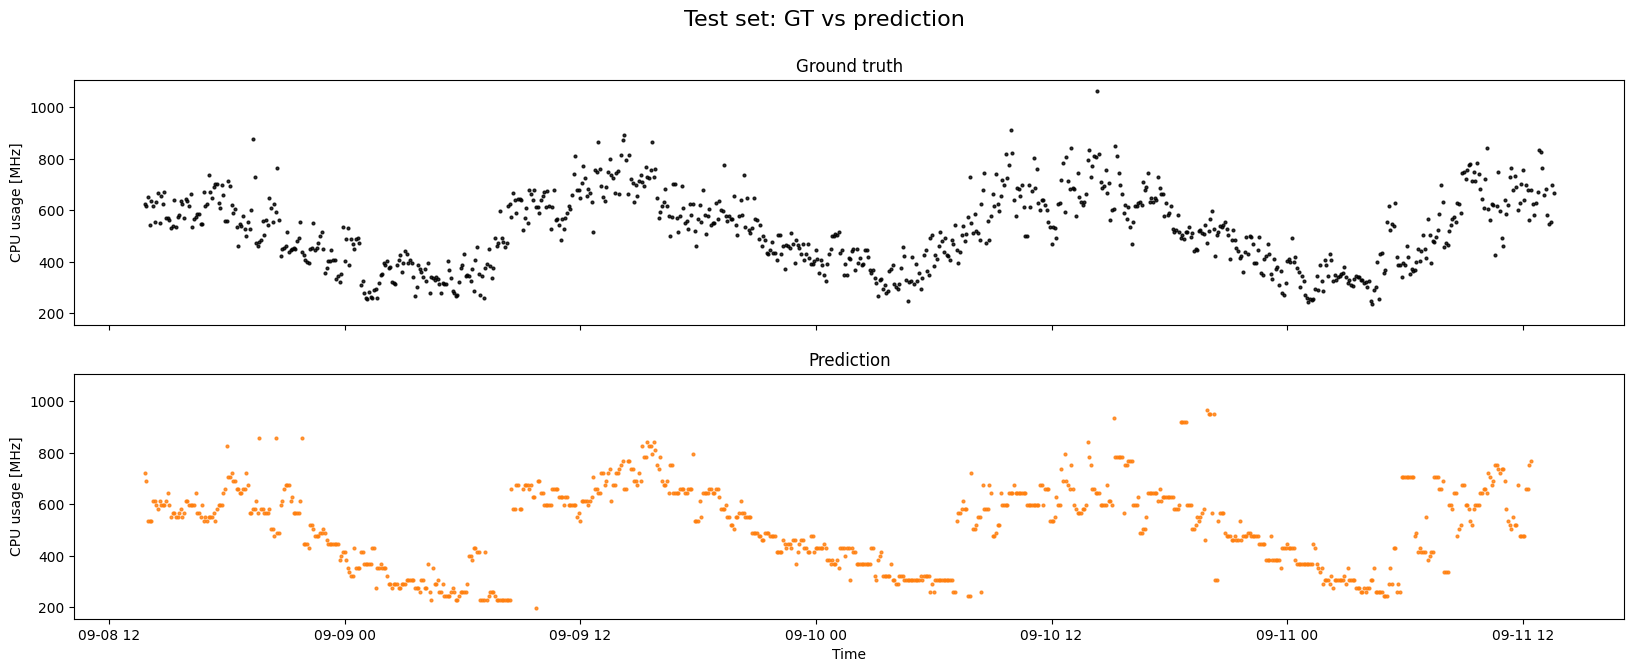 Test set: GT vs prediction
Ground truth
CPU usage [MHz]
1000
800
600
400
200
Prediction
CPU usage [MHz]
1000
800
600
400
200
09-08 12 09-09 00 09-09 12 09-10 00 09-10 12 09-11 00 09-11 12
Time